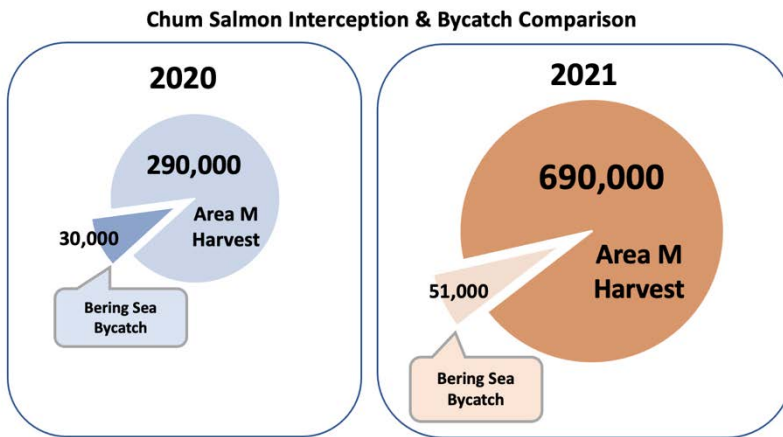 Chum Salmon Interception & Bycatch Comparison
2020
290,000
Area M
Harvest
30,000
Bering Sea
Bycatch
2021
690,000
Area M
Harvest
51,000
Bering Sea
Bycatch